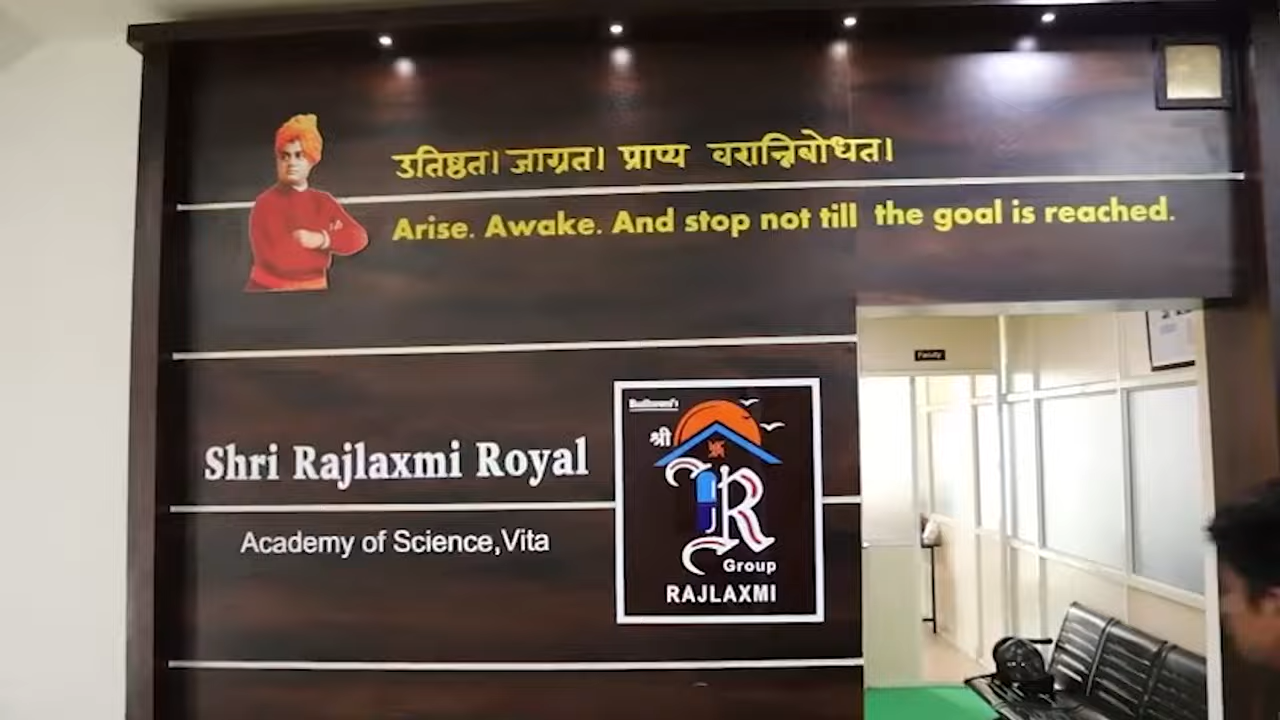 उतिष्ठत। जाग्रत। प्राप्य वरान्निबोधत।
Arise. Awake. And stop not till the goal is reached.
Faculty
Shri Rajlaxmi Royal
Academy of Science,Vita
श्री
R
Group
RAJLAXMI